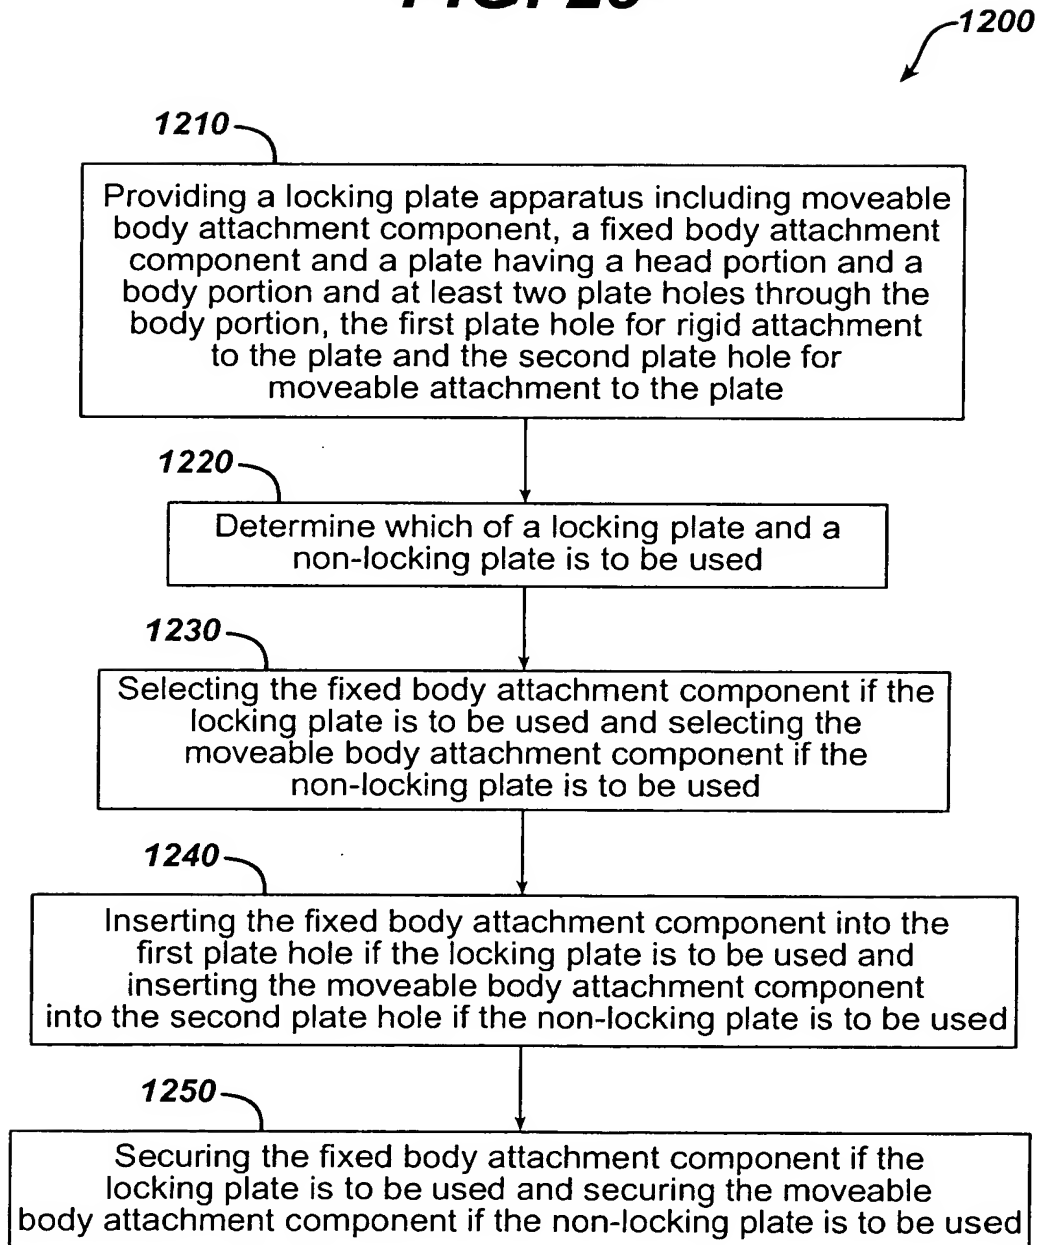 1200
1210
Providing a locking plate apparatus including moveable
body attachment component, a fixed body attachment
component and a plate having a head portion and a
body portion and at least two plate holes through the
body portion, the first plate hole for rigid attachment
to the plate and the second plate hole for
moveable attachment to the plate
1220
Determine which of a locking plate and a
non-locking plate is to be used
1230
Selecting the fixed body attachment component if the
locking plate is to be used and selecting the
moveable body attachment component if the
non-locking plate is to be used
1240
Inserting the fixed body attachment component into the
first plate hole if the locking plate is to be used and
inserting the moveable body attachment component
into the second plate hole if the non-locking plate is to be used
1250
Securing the fixed body attachment component if the
locking plate is to be used and securing the moveable
body attachment component if the non-locking plate is to be used